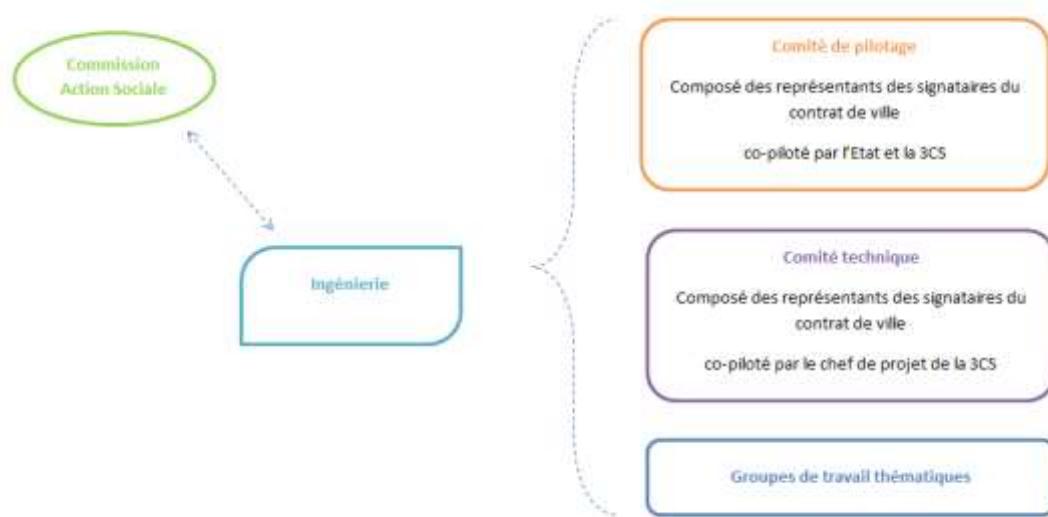 Commission
Action Sociale
Ingénierie
Comité de pilotage
Composé des représentants des signataires du
contrat de ville
co-piloté par l'Etat et la 3CS
Comité technique
Composé des représentants des signataires du
contrat de ville
co-piloté par le chef de projet de la 3CS
Groupes de travail thématiques